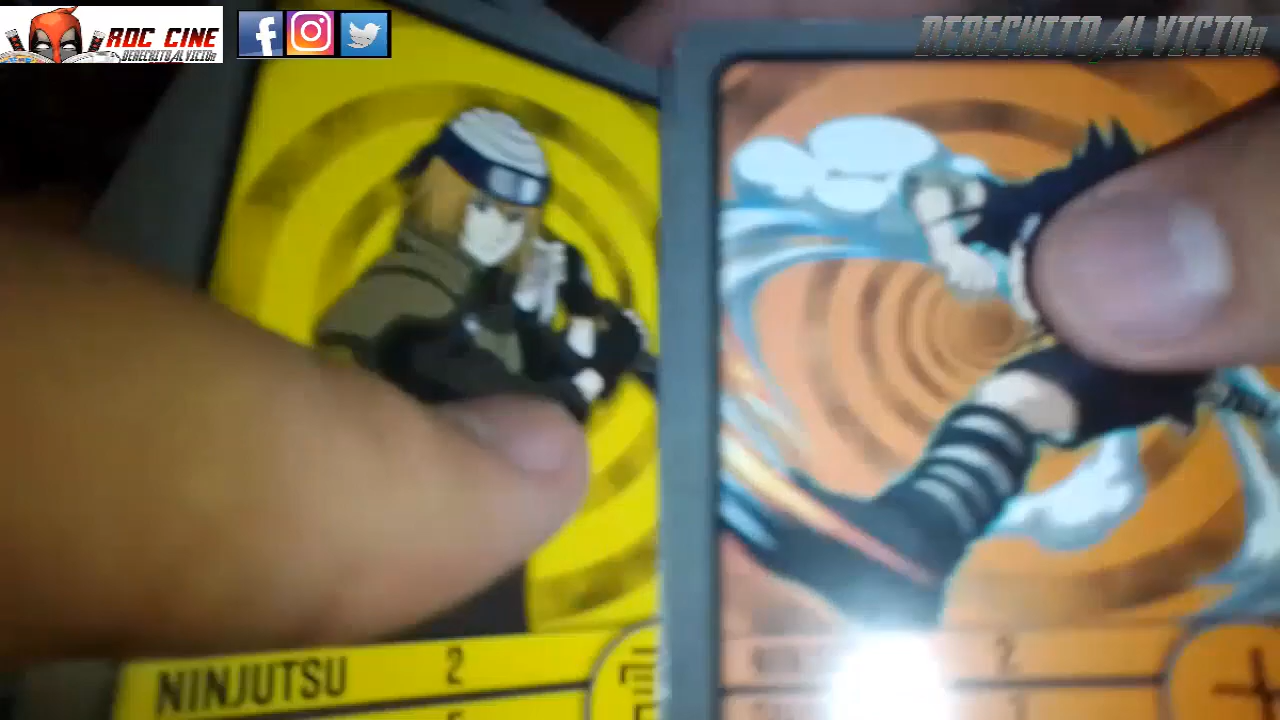 ROC CINE
DERECHITO AL VICIO!!
DERECHITO AL VICIO!!
NINJUTSU 2
2